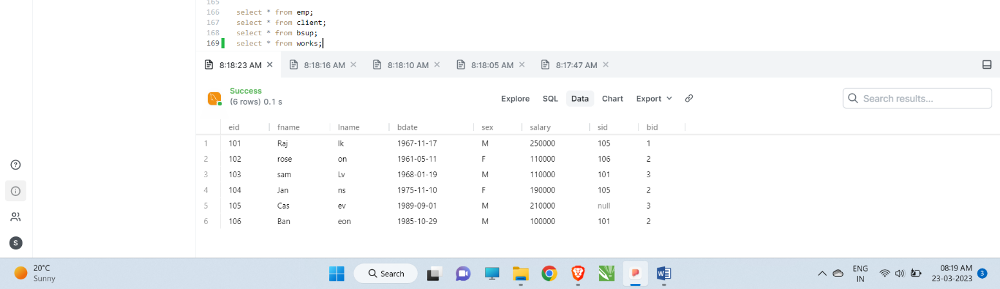 165
166 select * from emp;
167 select * from client;
168 select * from bsup;
169 select * from works;
8:18:23 AM 8:18:16 AM 8:18:10 AM 8:18:05 AM 8:17:47 AM
Success
(6 rows) 0.1 s
Explore SQL Data Chart Export
Search results...
eid fname lname bdate sex salary sid bid
1 101 Raj lk 1967-11-17 M 250000 105 1
2 102 rose on 1961-05-11 F 110000 106 2
3 103 sam Lv 1968-01-19 M 110000 101 3
4 104 Jan ns 1975-11-10 F 190000 105 2
5 105 Cas ev 1989-09-01 M 210000 null 3
6 106 Ban eon 1985-10-29 M 100000 101 2
S
20°C
Sunny
Search
W
ENG
IN
08:19 AM
23-03-2023
3